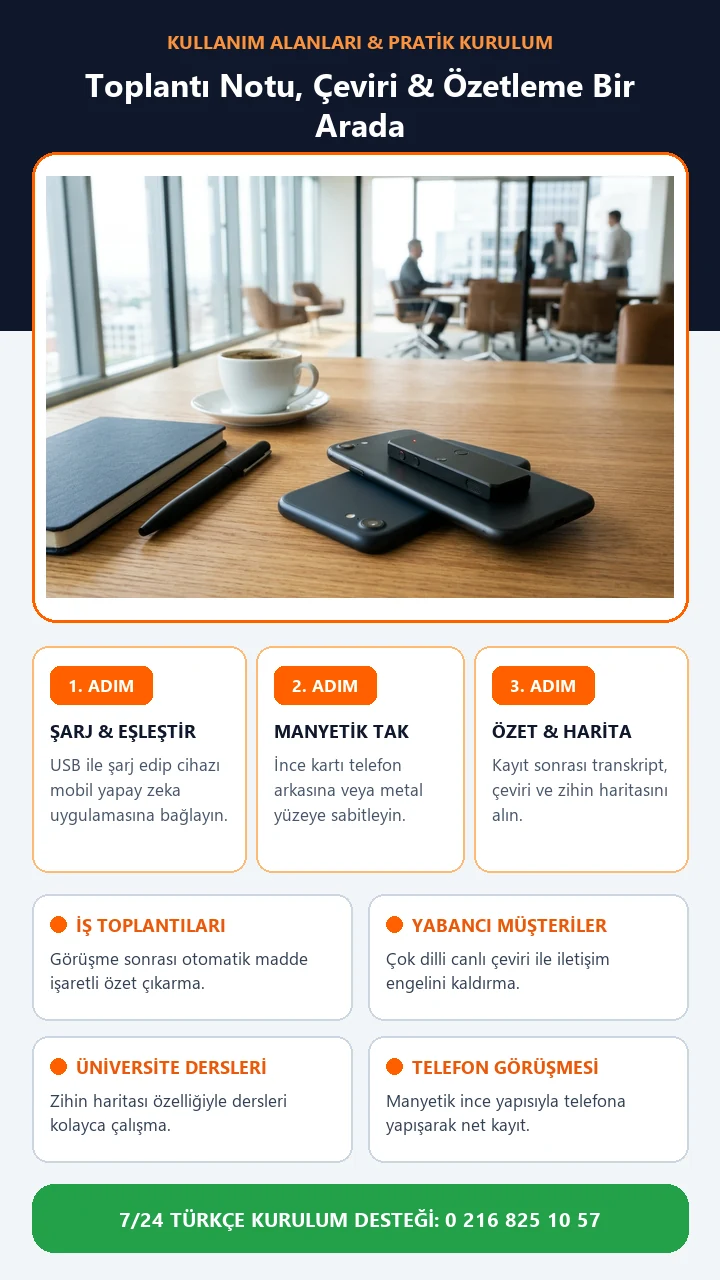 KULLANIM ALANLARI & PRATİK KURULUM
Toplantı Notu, Çeviri & Özetleme Bir
Arada
1. ADIM
ŞARJ & EŞLEŞTİR
USB ile şarj edip cihazı
mobil yapay zeka
uygulamasına bağlayın.
2. ADIM
MANYETİK TAK
İnce kartı telefon
arkasına veya metal
yüzeye sabitleyin.
3. ADIM
ÖZET & HARİTA
Kayıt sonrası transkript,
çeviri ve zihin haritasını
alın.
İŞ TOPLANTILARI
Görüşme sonrası otomatik madde
işaretli özet çıkarma.
YABANCI MÜŞTERİLER
Çok dilli canlı çeviri ile iletişim
engelini kaldırma.
ÜNİVERSİTE DERSLERİ
Zihin haritası özelliğiyle dersleri
kolayca çalışma.
TELEFON GÖRÜŞMESİ
Manyetik ince yapısıyla telefona
yapışarak net kayıt.
7/24 TÜRKÇE KURULUM DESTEĞİ: 0 216 825 10 57